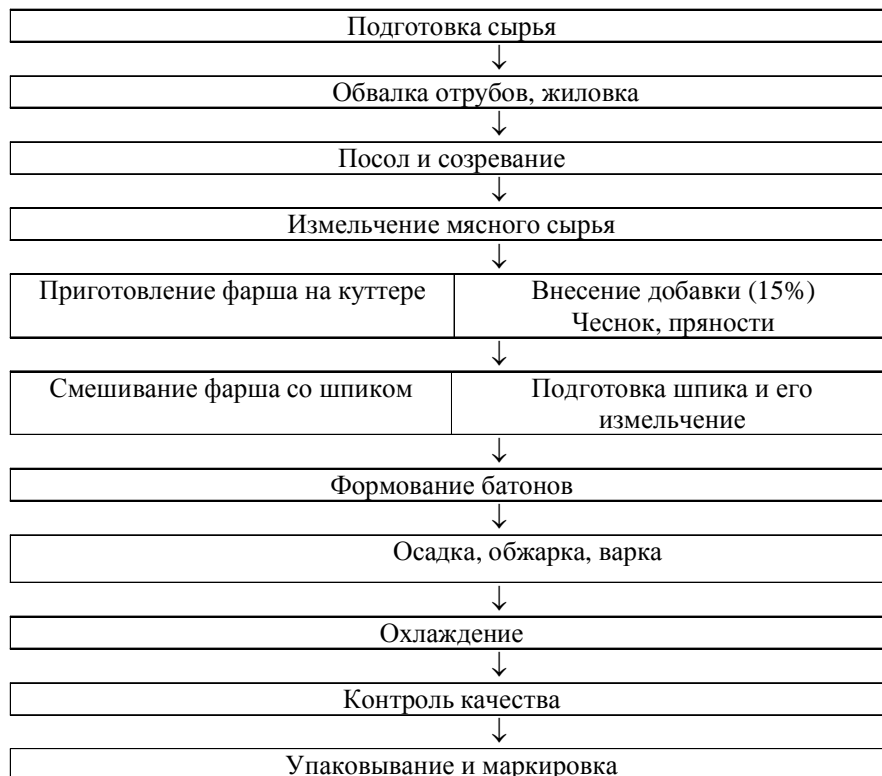 Подготовка сырья
↓
Обвалка отрубов, жиловка
↓
Посол и созревание
↓
Измельчение мясного сырья
↓
Приготовление фарша на куттере
Внесение добавки (15%)
Чеснок, пряности
↓
Смешивание фарша со шпиком
Подготовка шпика и его
измельчение
↓
Формование батонов
↓
Осадка, обжарка, варка
↓
Охлаждение
↓
Контроль качества
↓
Упаковывание и маркировка